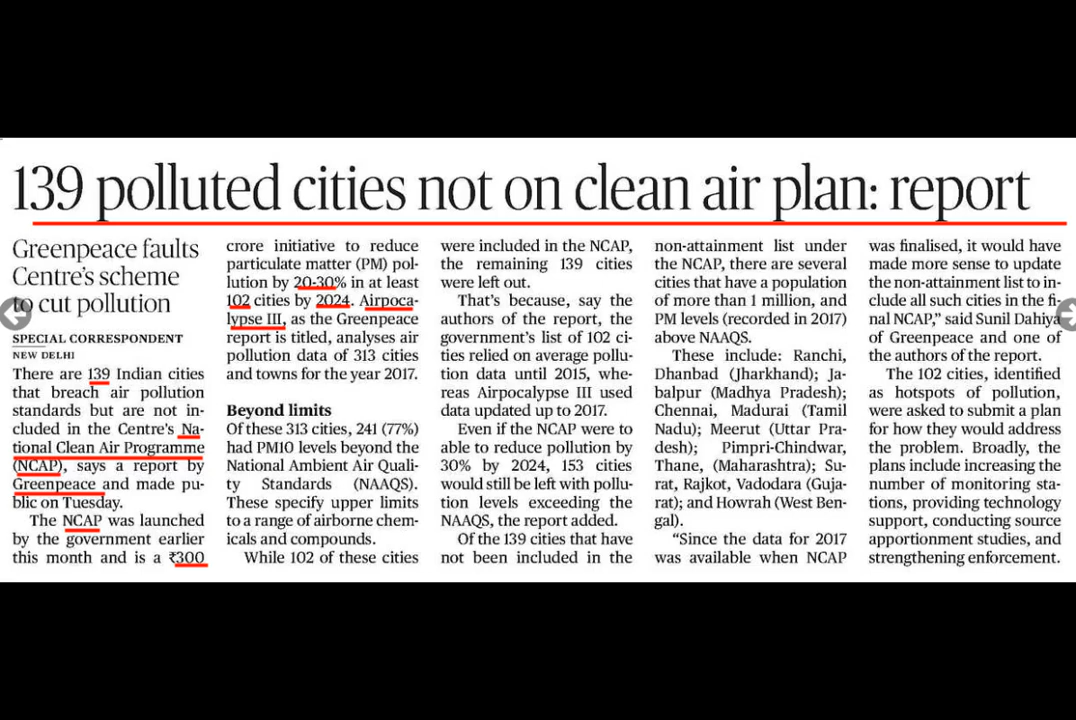 139 polluted cities not on clean air plan: report
Greenpeace faults
Centre's scheme
to cut pollution
SPECIAL CORRESPONDENT
NEW DELHI
There are 139 Indian cities
that breach air pollution
standards but are not in-
cluded in the Centre's Na-
tional Clean Air Programme
(NCAP), says a report by
Greenpeace and made pu-
blic on Tuesday.
The NCAP was launched
by the government earlier
this month and is a ₹300
crore initiative to reduce
particulate matter (PM) pol-
lution by 20-30% in at least
102 cities by 2024. Airpoca-
lypse III, as the Greenpeace
report is titled, analyses air
pollution data of 313 cities
and towns for the year 2017.
Beyond limits
Of these 313 cities, 241 (77%)
had PM10 levels beyond the
National Ambient Air Quali-
ty Standards (NAAQS).
These specify upper limits
to a range of airborne chem-
icals and compounds.
While 102 of these cities
were included in the NCAP,
the remaining 139 cities
were left out.
That's because, say the
authors of the report, the
government's list of 102 ci-
ties relied on average pollu-
tion data until 2015, whe-
reas Airpocalypse III used
data updated up to 2017.
Even if the NCAP were to
able to reduce pollution by
30% by 2024, 153 cities
would still be left with pollu-
tion levels exceeding the
NAAQS, the report added.
Of the 139 cities that have
not been included in the
non-attainment list under
the NCAP, there are several
cities that have a population
of more than 1 million, and
PM levels (recorded in 2017)
above NAAQS.
These include: Ranchi,
Dhanbad (Jharkhand); Ja-
balpur (Madhya Pradesh);
Chennai, Madurai (Tamil
Nadu); Meerut (Uttar Pra-
desh); Pimpri-Chindwar,
Thane, (Maharashtra); Su-
rat, Rajkot, Vadodara (Guja-
rat); and Howrah (West Ben-
gal).
"Since the data for 2017
was available when NCAP
was finalised, it would have
made more sense to update
the non-attainment list to in-
clude all such cities in the fi-
nal NCAP," said Sunil Dahiya
of Greenpeace and one of
the authors of the report.
The 102 cities, identified
as hotspots of pollution,
were asked to submit a plan
for how they would address
the problem. Broadly, the
plans include increasing the
number of monitoring sta-
tions, providing technology
support, conducting source
apportionment studies, and
strengthening enforcement.